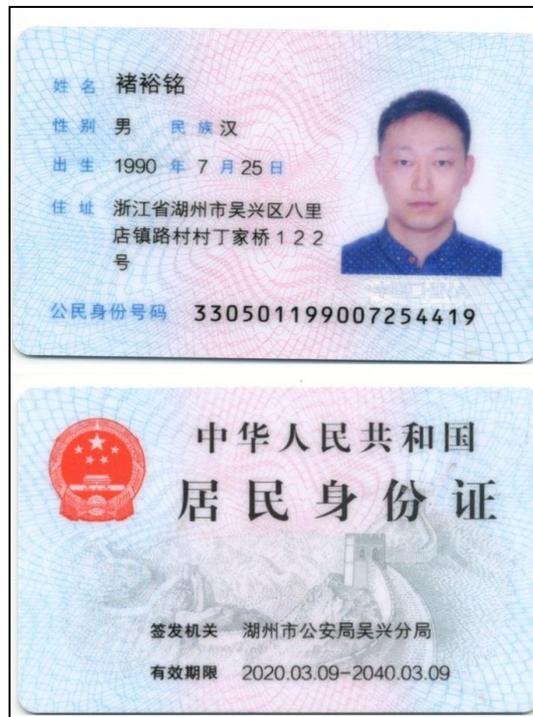 姓名 褚裕铭
性别 男 民族 汉
出生 1990 年 7 月 25 日
住址 浙江省湖州市吴兴区八里
店镇路村村丁家桥122
号
公民身份号码 330501199007254419
中华人民共和国
居民身份证
签发机关 湖州市公安局吴兴分局
有效期限 2020.03.09-2040.03.09